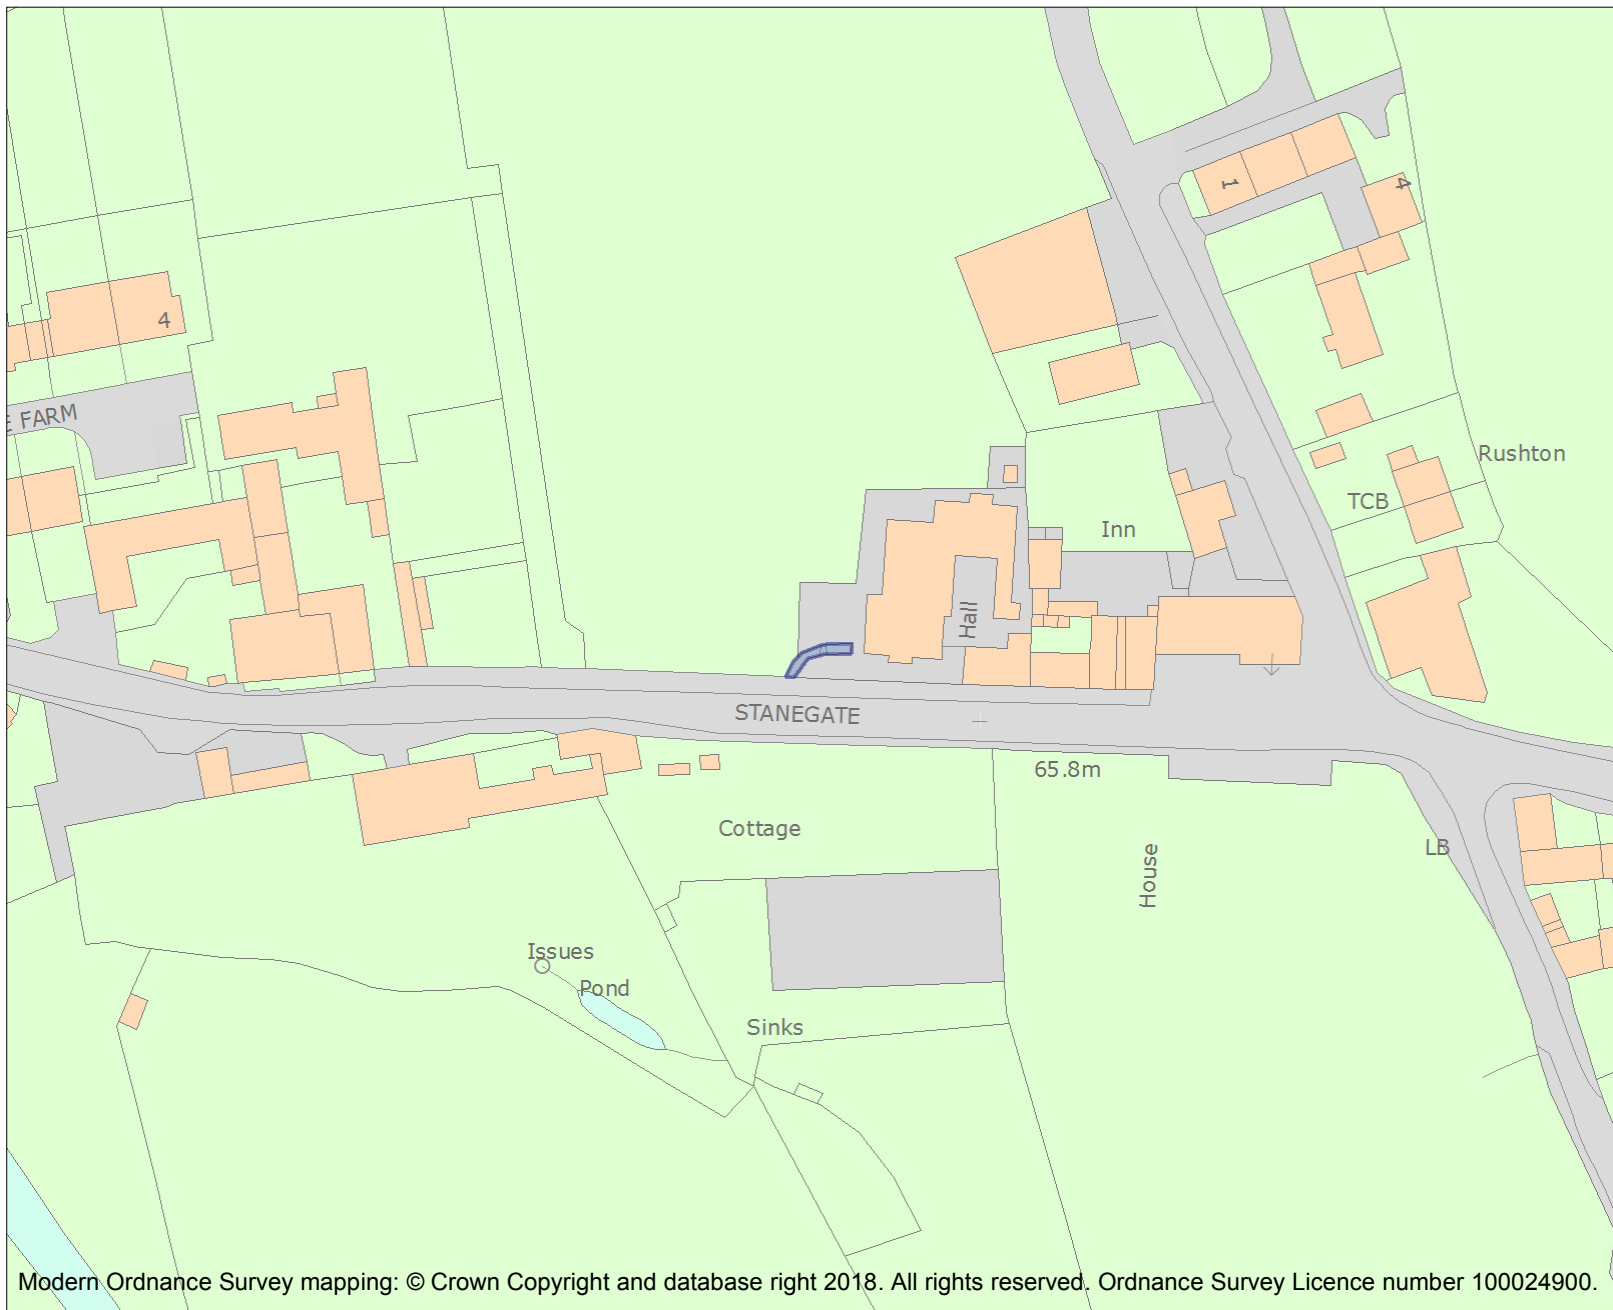 1
4
4
E FARM
Rushton
TCB
Inn
Hall
STANEGATE
65.8m
Cottage
House
LB
Issues
Pond
Sinks
Modern Ordnance Survey mapping: © Crown Copyright and database right 2018. All rights reserved. Ordnance Survey Licence number 100024900.